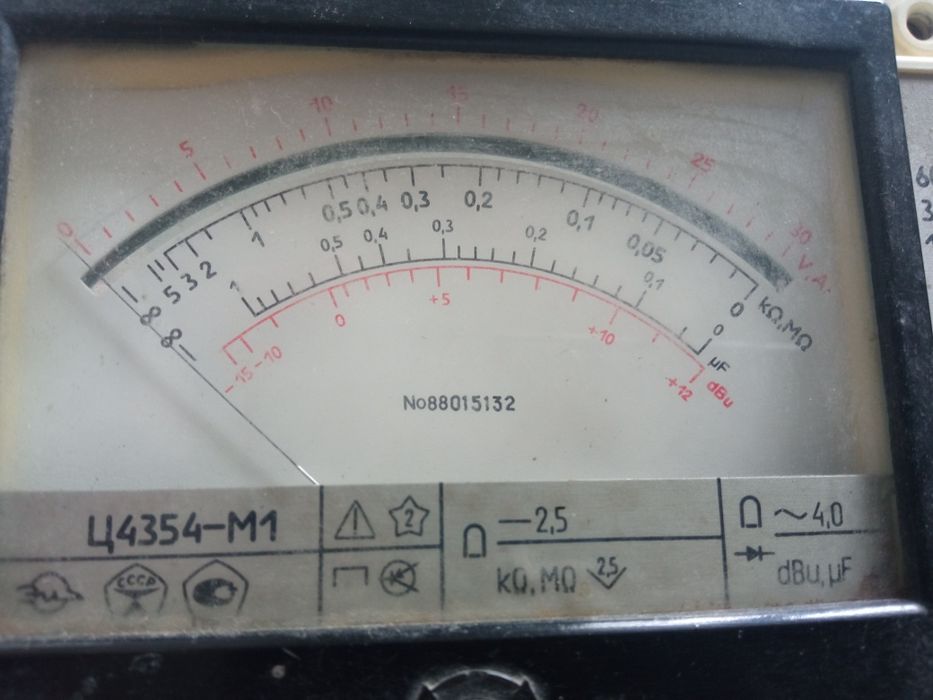 0 5 10 15 20 25 30 V,A.
∞ 5 3 2 1 0,5 0,4 0,3 0,2 0,1 0,05 0 kΩ,MΩ
∞ 1 0,5 0,4 0,3 0,2 0,1 0 µF
-15 -10 0 +5 +10 +12 dBu
No88015132
Ц4354-М1
2
—2,5
~4,0
СССР
kΩ,MΩ 2,5
dBu,µF